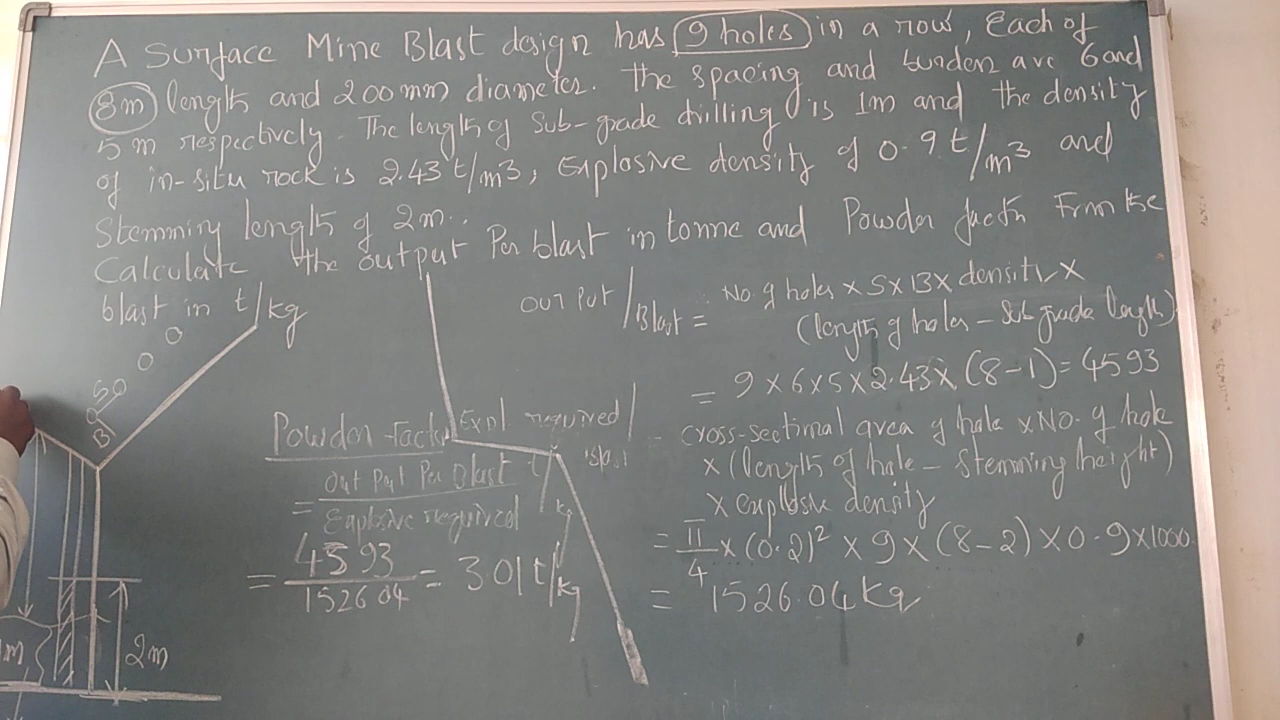 A Surface Mine Blast design has 9 holes in a row, Each of
8m length and 200mm diameter. The spacing and burden are 6 and
5 m respectively. The length of Sub-grade drilling is 1m and the density
of in-situ rock is 2.43 t/m3, Explosive density of 0.9 t/m3 and
Stemming length of 2m.
Calculate the output Per blast in tonne and Powder factor From the
blast in t/kg
OUT PUT/Blast = No. of holes x S x B x density x
(length of holes - Sub grade length)
= 9 x 6 x 5 x 2.43 x (8-1) = 4593
Powder factor
Expl required/
cross-sectional area of hole x No. of hole
x (length of hole - Stemming height)
x explosive density
= π/4 x (0.2)2 x 9 x (8-2) x 0.9 x 1000
= 1526.04 kg
= Out Put Per Blast t
Explosive required kg
= 4593/1526 04 = 3.01 t/kg
SO
B
m
2m